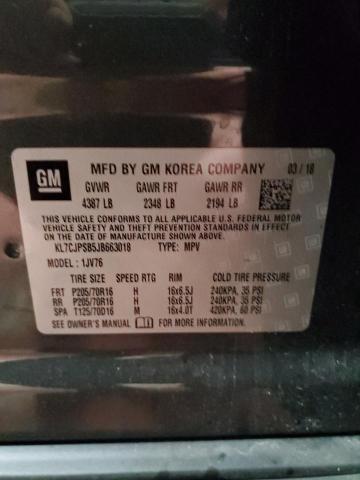 GM
MFD BY GM KOREA COMPANY 03/18
GVWR GAWR FRT GAWR RR
4387 LB 2348 LB 2194 LB
THIS VEHICLE CONFORMS TO ALL APPLICABLE U.S. FEDERAL MOTOR
VEHICLE SAFETY AND THEFT PREVENTION STANDARDS IN EFFECT
ON THE DATE OF MANUFACTURE SHOWN ABOVE.
KL7CJPSB5JB663018 TYPE: MPV
MODEL : 1JV76
TIRE SIZE SPEED RTG RIM COLD TIRE PRESSURE
FRT P205/70R16 H 16x6.5J 240KPA, 35 PSI
RR P205/70R16 H 16x6.5J 240KPA, 35 PSI
SPA T125/70D16 M 16x4.0T 420KPA, 60 PSI
SEE OWNER'S MANUAL FOR MORE INFORMATION.